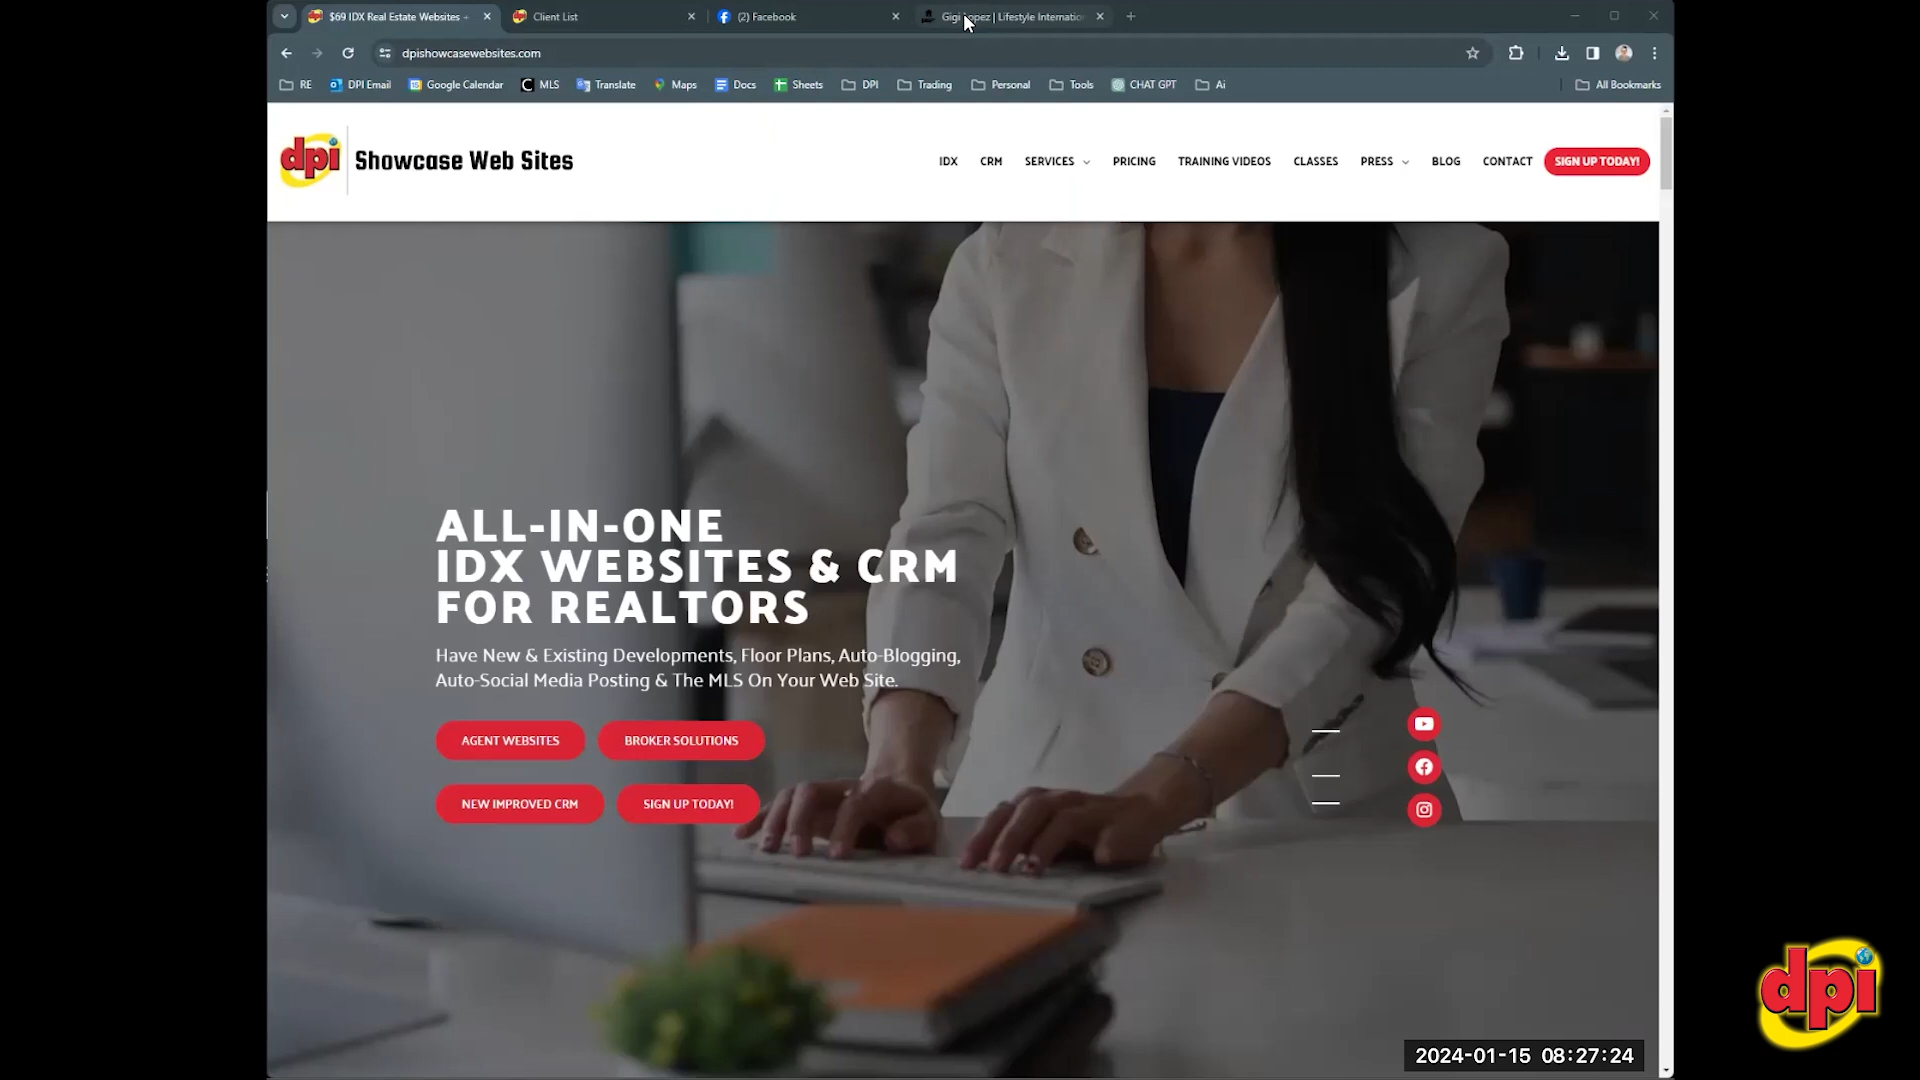 $69 IDX Real Estate Websites +
Client List
(2) Facebook
Gigi Lopez | Lifestyle Internatio
dpishowcasewebsites.com
RE
DPI Email
Google Calendar
MLS
Translate
Maps
Docs
Sheets
DPI
Trading
Personal
Tools
CHAT GPT
Ai
All Bookmarks
dpi
Showcase Web Sites
IDX
CRM
SERVICES
PRICING
TRAINING VIDEOS
CLASSES
PRESS
BLOG
CONTACT
SIGN UP TODAY!
ALL-IN-ONE
IDX WEBSITES & CRM
FOR REALTORS
Have New & Existing Developments, Floor Plans, Auto-Blogging,
Auto-Social Media Posting & The MLS On Your Web Site.
AGENT WEBSITES
BROKER SOLUTIONS
NEW IMPROVED CRM
SIGN UP TODAY!
dpi
2024-01-15 08:27:24